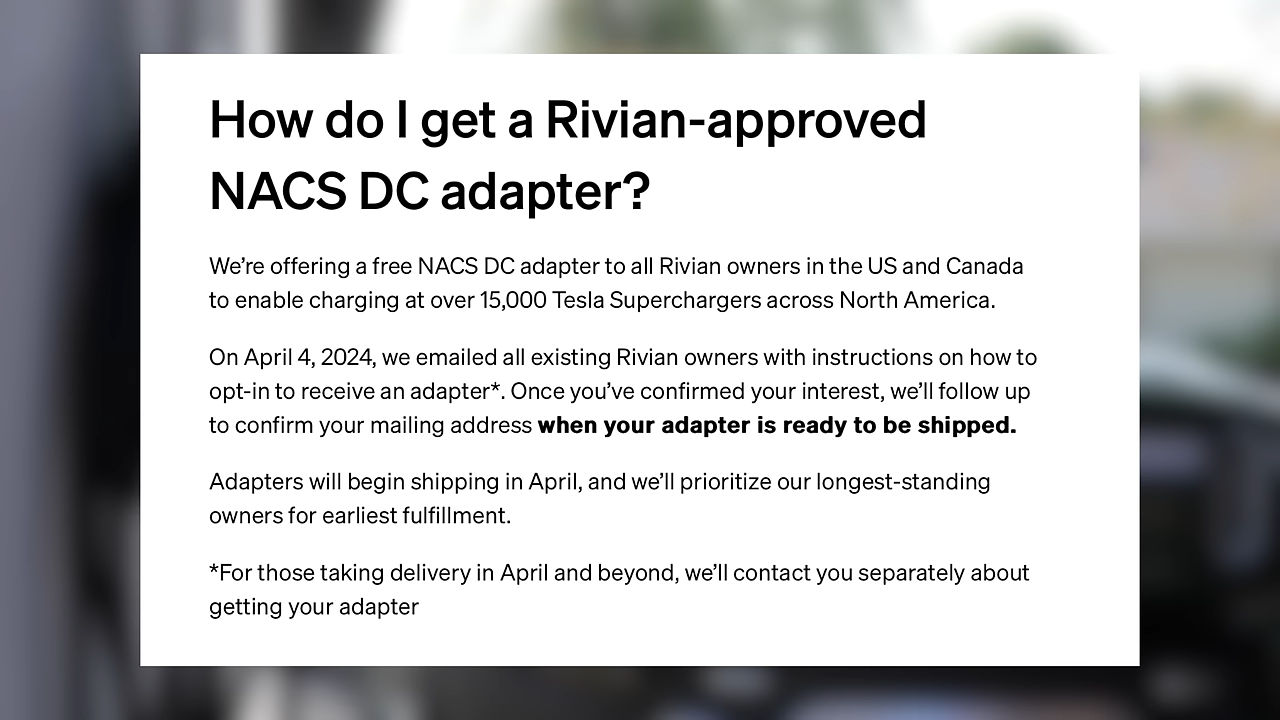 How do I get a Rivian-approved
NACS DC adapter?
We’re offering a free NACS DC adapter to all Rivian owners in the US and Canada
to enable charging at over 15,000 Tesla Superchargers across North America.
On April 4, 2024, we emailed all existing Rivian owners with instructions on how to
opt-in to receive an adapter*. Once you’ve confirmed your interest, we’ll follow up
to confirm your mailing address when your adapter is ready to be shipped.
Adapters will begin shipping in April, and we’ll prioritize our longest-standing
owners for earliest fulfillment.
*For those taking delivery in April and beyond, we’ll contact you separately about
getting your adapter